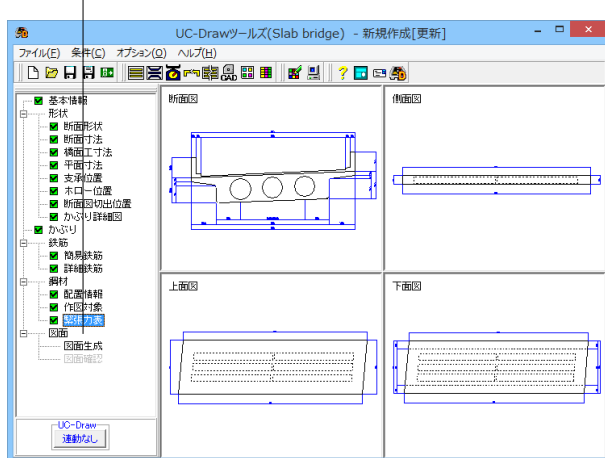 UC-Drawツールズ(Slab bridge) - 新規作成[更新]
ファイル(F) 条件(C) オプション(O) ヘルプ(H)
基本情報
形状
断面形状
断面寸法
橋面工寸法
平面寸法
支承位置
ホロー位置
断面図切出位置
かぶり詳細図
かぶり
鉄筋
簡易鉄筋
詳細鉄筋
鋼材
配置情報
作図対象
緊張力表
図面
図面生成
図面確認
UC-Draw
連動なし
断面図
側面図
上面図
下面図